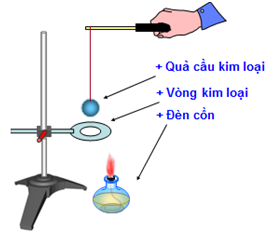 + Quả cầu kim loại
+ Vòng kim loại
+ Đèn cồn